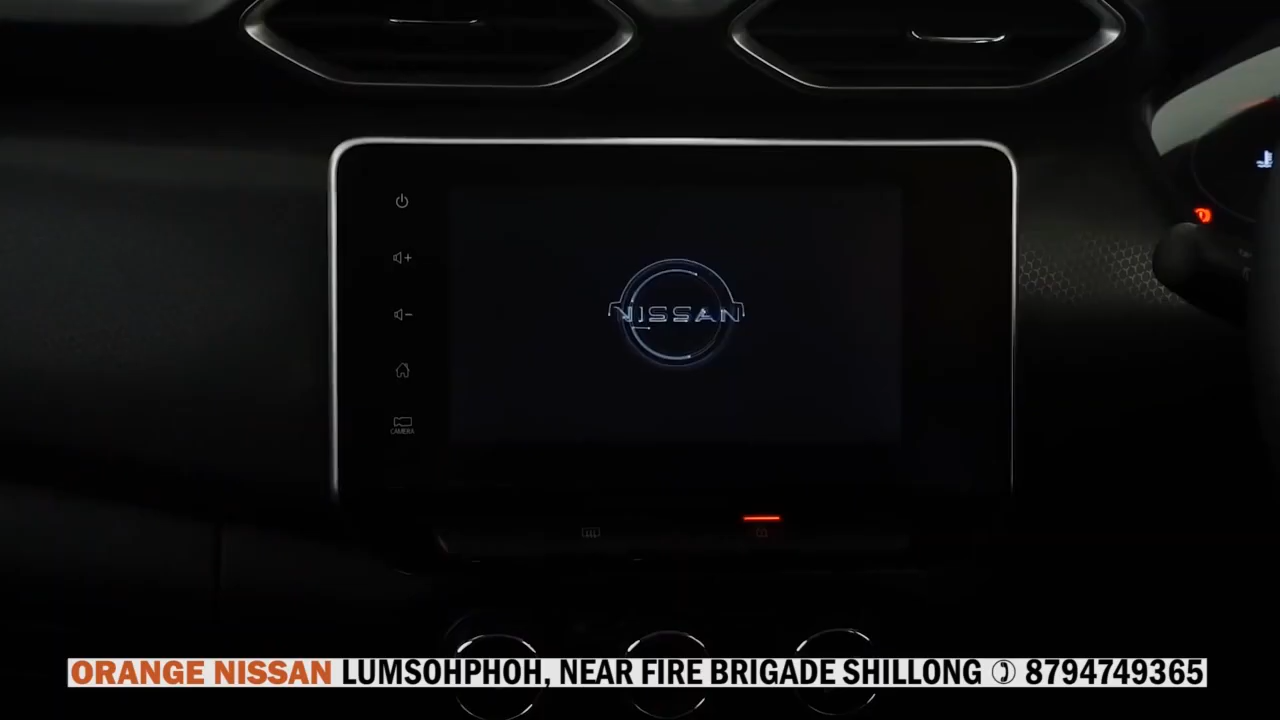 NISSAN
CAMERA
ORANGE NISSAN LUMSOHPHOH, NEAR FIRE BRIGADE SHILLONG ✆ 8794749365